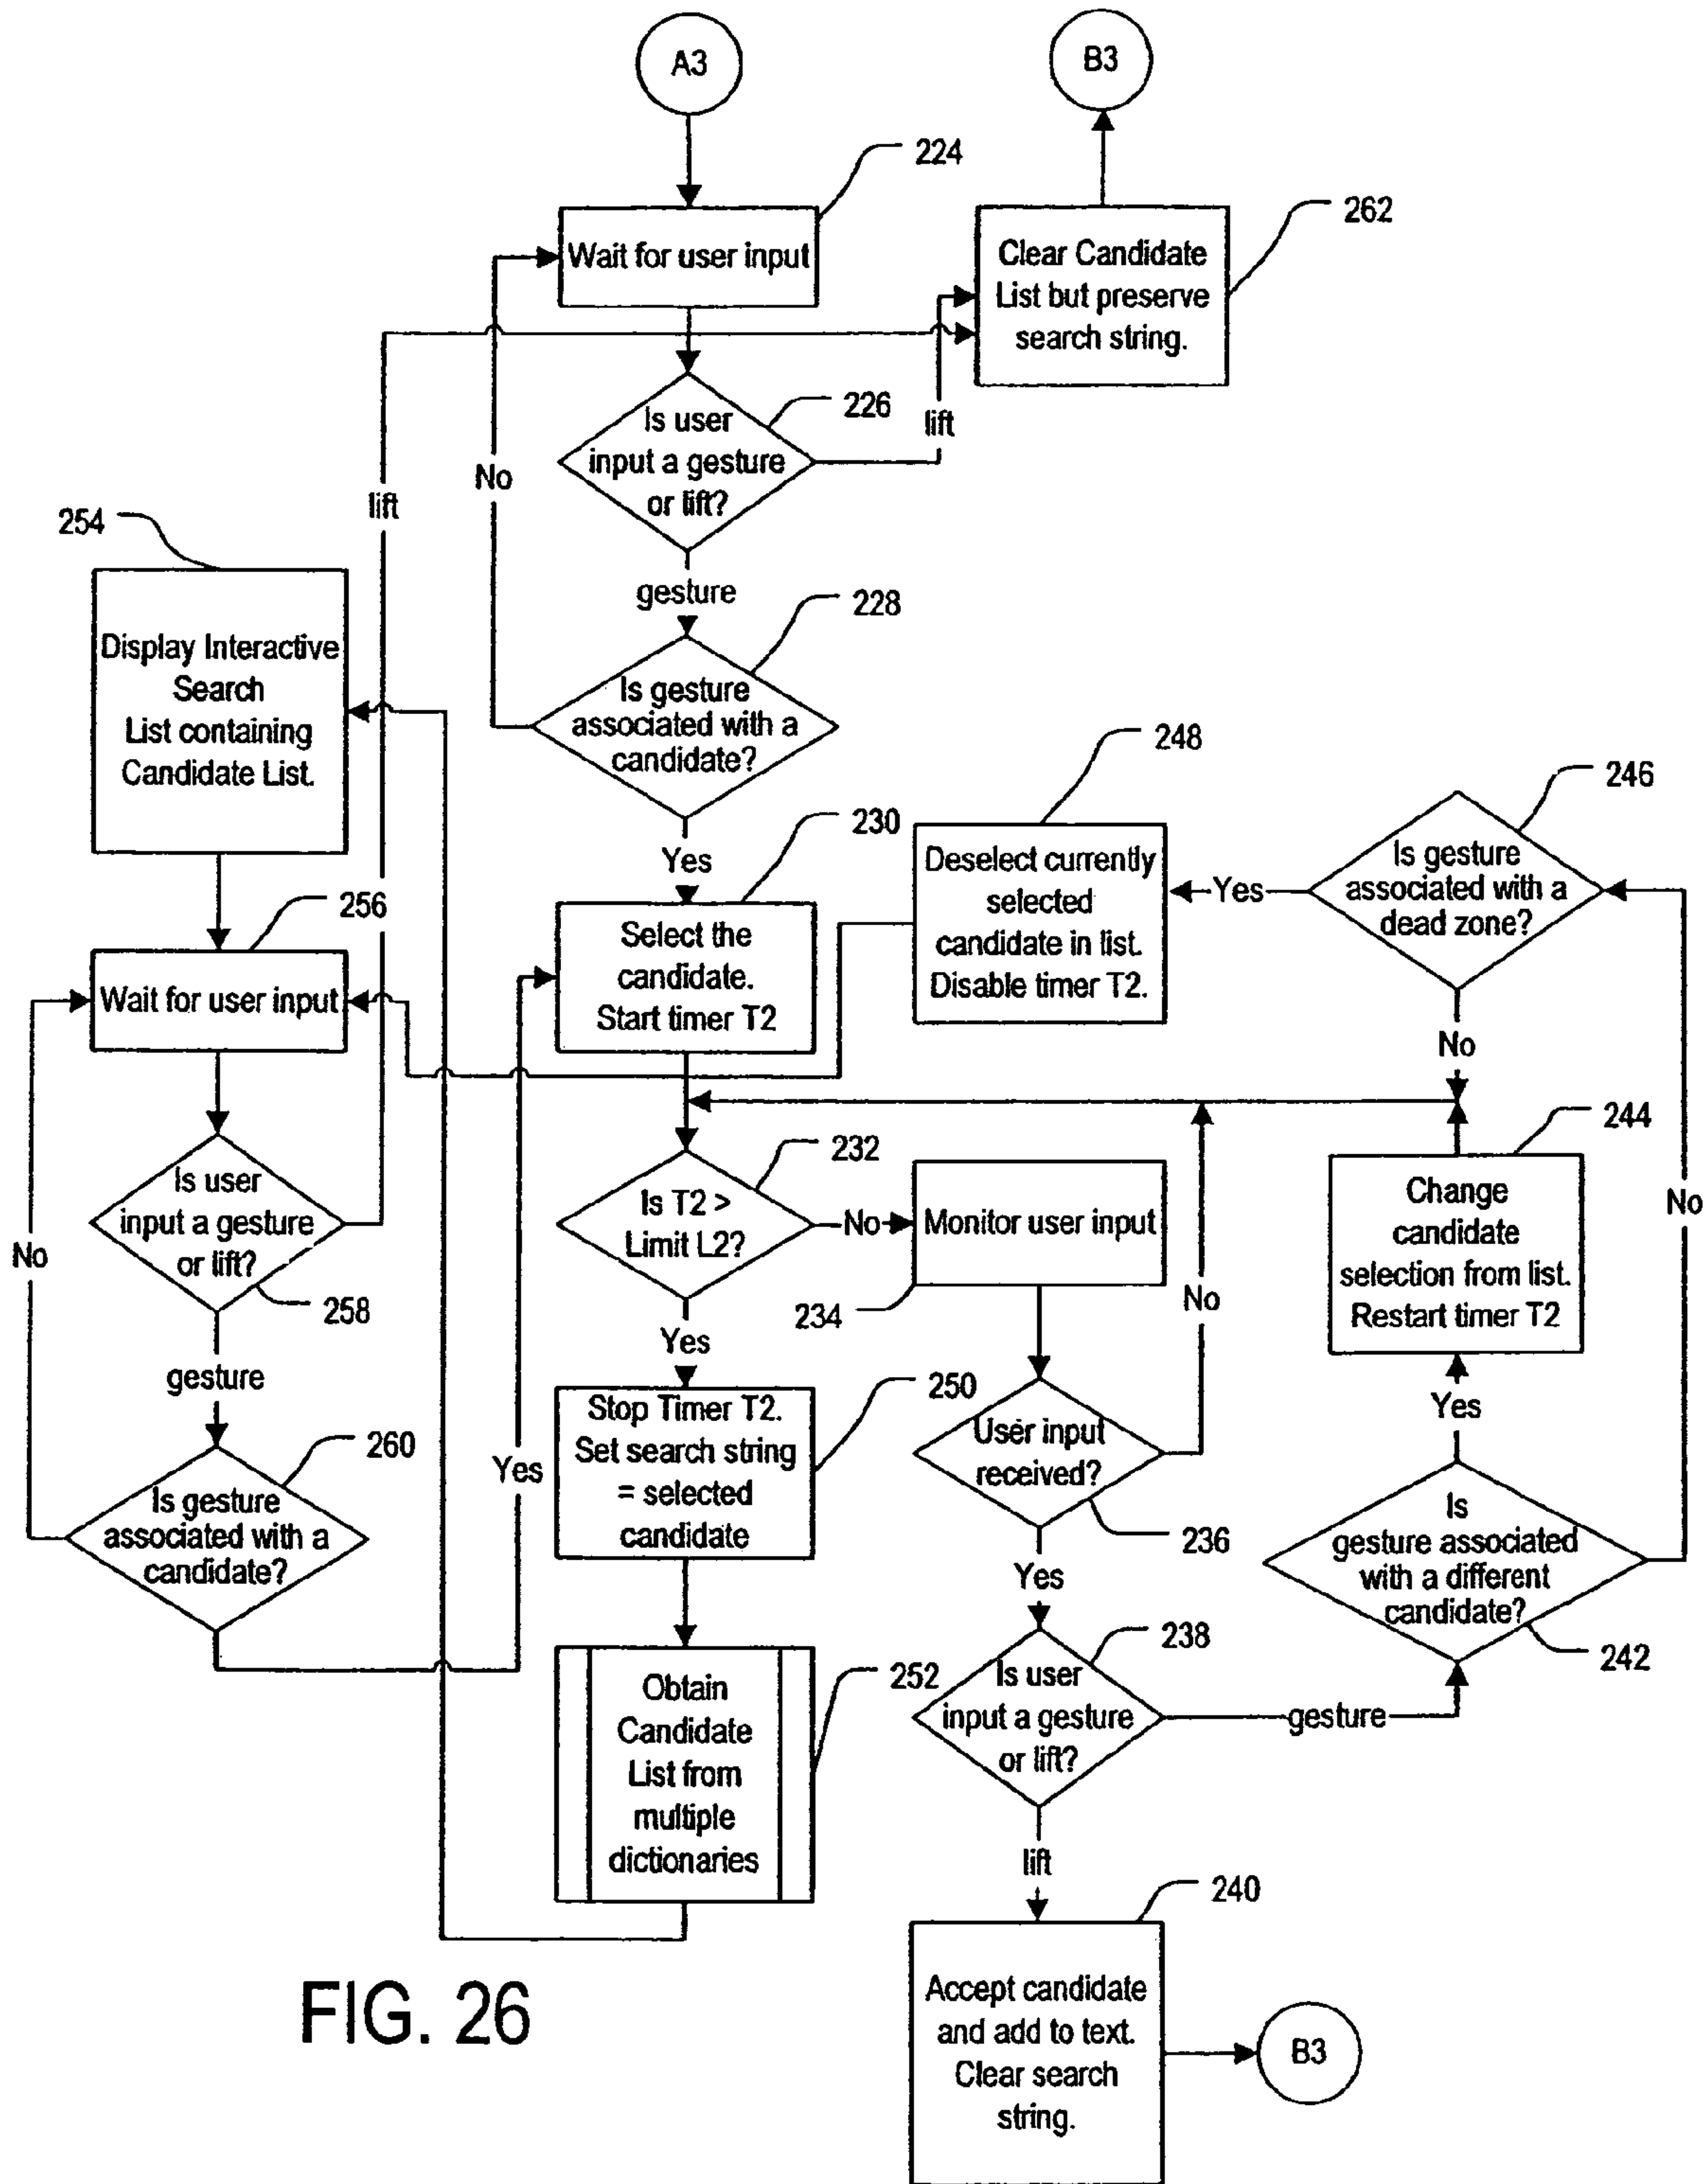 A3
B3
224
Wait for user input
262
Clear Candidate
List but preserve
search string.
226
Is user
input a gesture
or lift?
lift
No
lift
254
gesture
228
Display Interactive
Search
List containing
Candidate List.
Is gesture
associated with a
candidate?
248
246
230
Yes
Deselect currently
selected
candidate in list.
Disable timer T2.
Yes
Is gesture
associated with a
dead zone?
256
Select the
candidate.
Start timer T2
Wait for user input
No
232
244
Is user
input a gesture
or lift?
Is T2 >
Limit L2?
No
Monitor user input
Change
candidate
selection from list.
Restart timer T2
No
No
258
234
No
Yes
gesture
250
Yes
Stop Timer T2.
Set search string
= selected
candidate
User input
received?
260
Yes
Is gesture
associated with a
candidate?
236
Is
gesture associated
with a different
candidate?
Yes
238
242
252
Obtain
Candidate
List from
multiple
dictionaries
Is user
input a gesture
or lift?
gesture
lift
240
Accept candidate
and add to text.
Clear search
string.
B3
FIG. 26